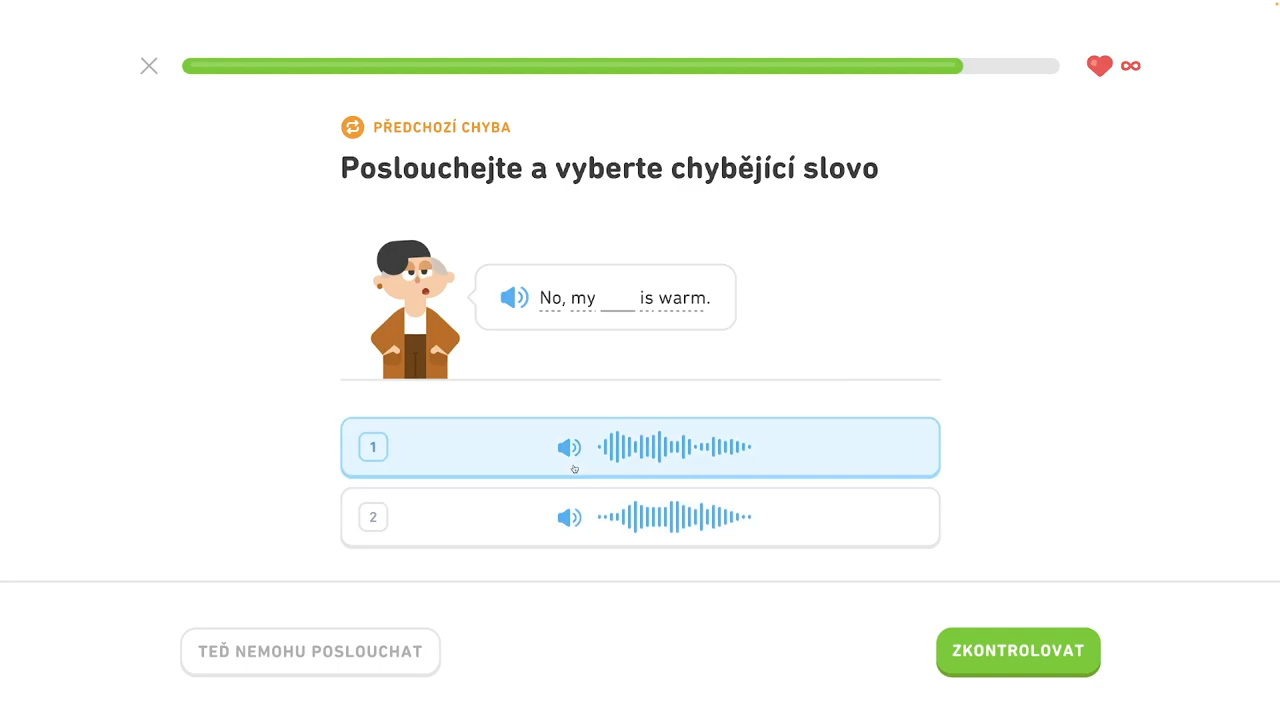 PŘEDCHOZÍ CHYBA
Poslouchejte a vyberte chybějící slovo
No, my ____ is warm.
1
2
TEĎ NEMOHU POSLOUCHAT
ZKONTROLOVAT